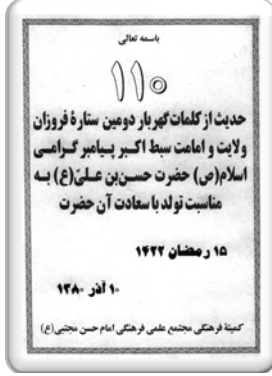 باسمه تعالی
۱۱۰
حدیث از کلمات گهربار دومین ستارۀ فروزان
ولایت و امامت سبط اکبر پیامبر گرامی
اسلام(ص) حضرت حسن‌بن علیّ(ع) به
مناسبت تولد با سعادت آن حضرت
۱۵ رمضان ۱۴۲۲
۱۰ آذر ۱۳۸۰
کمیتۀ فرهنگی مجتمع علمی فرهنگی امام حسن مجتبی(ع)